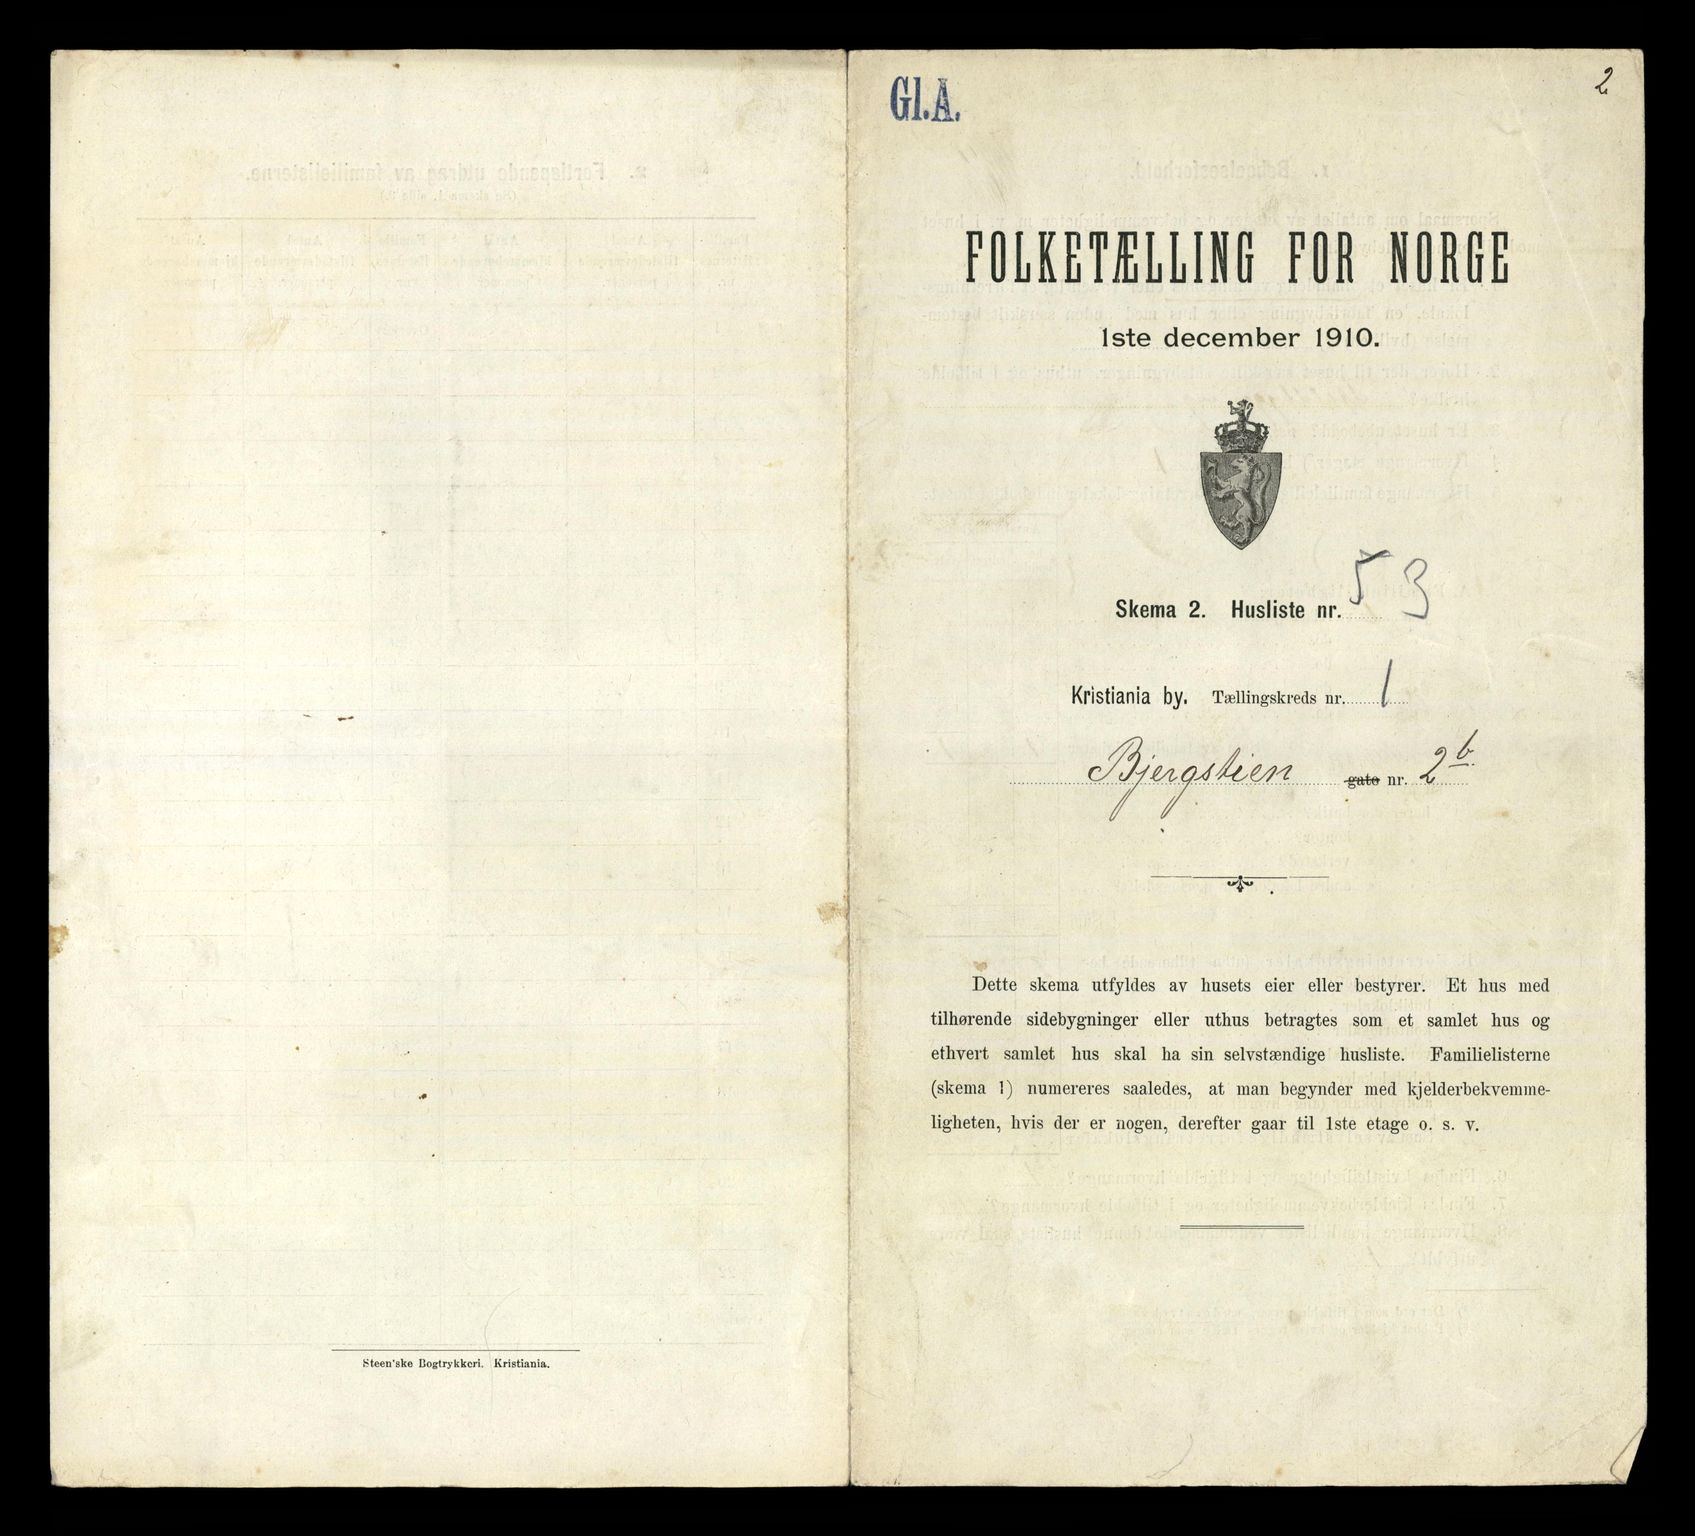 Gl.A.
2
FOLKETÆLLING FOR NORGE
1ste december 1910.
Skema 2. Husliste nr. 5 3
Kristiania by. Tællingskreds nr. 1
Bjergstien gate nr. 2 b.
Dette skema utfyldes av husets eier eller bestyrer. Et hus med
tilhørende sidebygninger eller uthus betragtes som et samlet hus og
ethvert samlet hus skal ha sin selvstændige husliste. Familielisterne
(skema 1) numereres saaledes, at man begynder med kjelderbekvemme-
ligheten, hvis der er nogen, derefter gaar til 1ste etage o. s. v.
Steen'ske Bogtrykkeri. Kristiania.